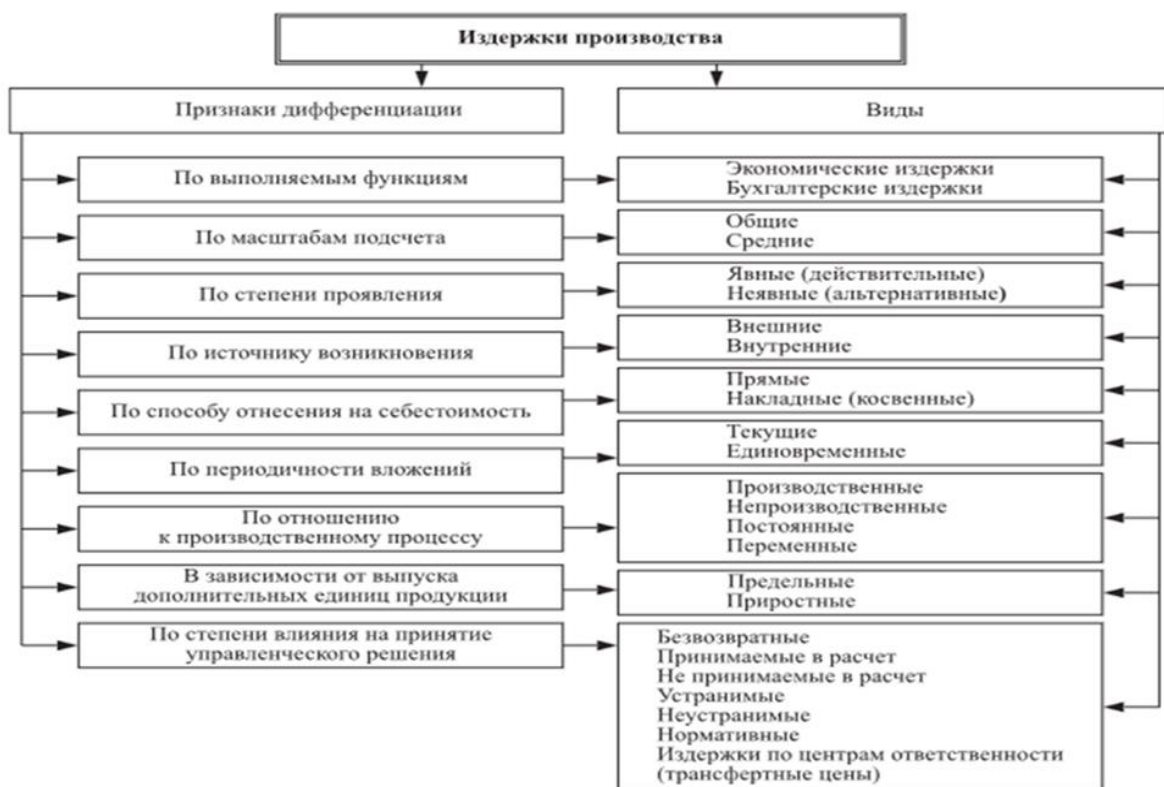 Издержки производства
Признаки дифференциации
Виды
По выполняемым функциям
Экономические издержки
Бухгалтерские издержки
По масштабам подсчета
Общие
Средние
По степени проявления
Явные (действительные)
Неявные (альтернативные)
По источнику возникновения
Внешние
Внутренние
По способу отнесения на себестоимость
Прямые
Накладные (косвенные)
По периодичности вложений
Текущие
Единовременные
По отношению
к производственному процессу
Производственные
Непроизводственные
Постоянные
Переменные
В зависимости от выпуска
дополнительных единиц продукции
Предельные
Приростные
По степени влияния на принятие
управленческого решения
Безвозвратные
Принимаемые в расчет
Не принимаемые в расчет
Устранимые
Неустранимые
Нормативные
Издержки по центрам ответственности
(трансфертные цены)